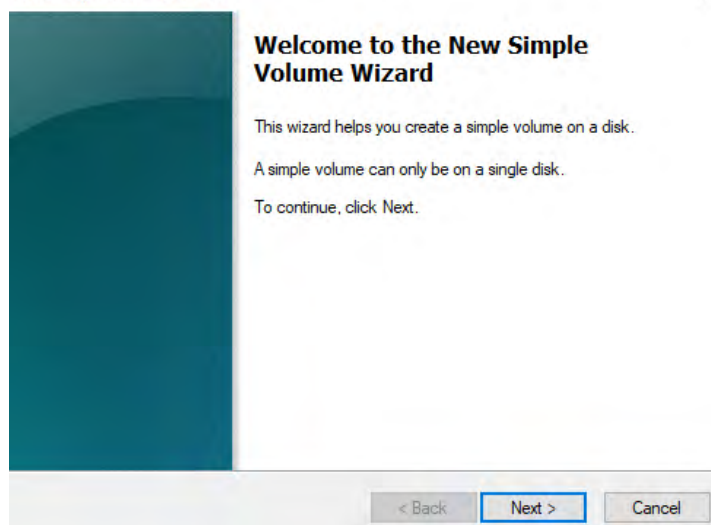 Welcome to the New Simple
Volume Wizard
This wizard helps you create a simple volume on a disk.
A simple volume can only be on a single disk.
To continue, click Next.
< Back
Next >
Cancel